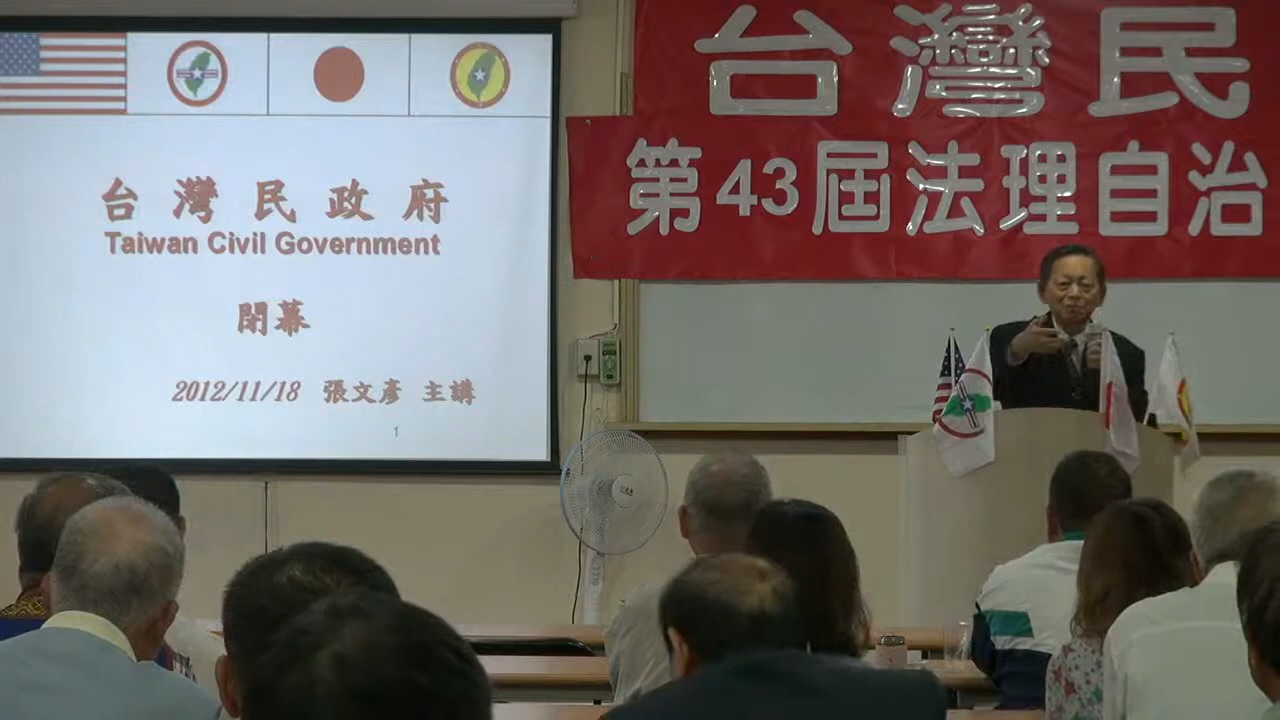 台灣民政府
Taiwan Civil Government
閉幕
2012/11/18 張文彥 主講
1
台灣民
第43屆法理自治